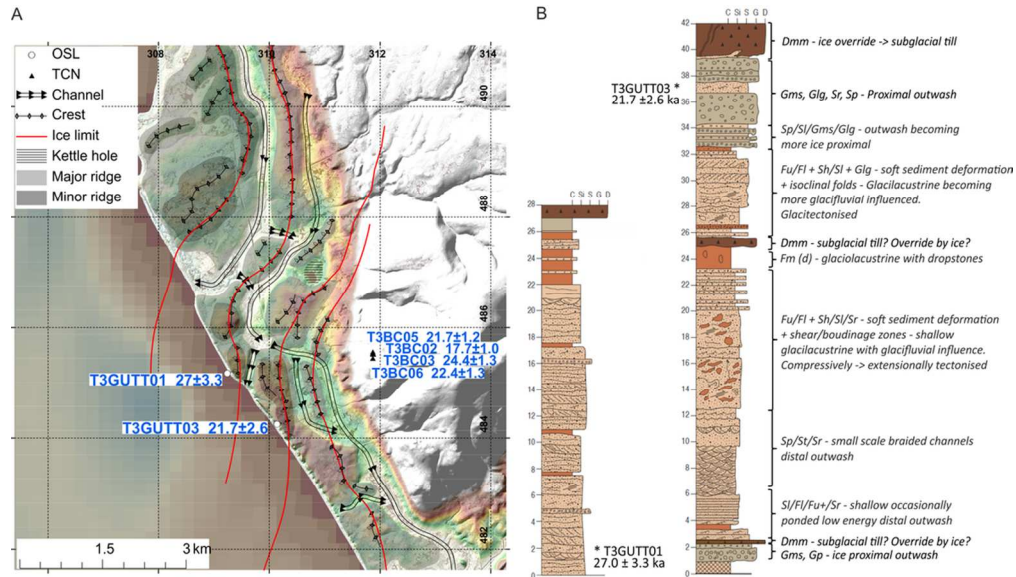 A
OSL
TCN
Channel
Crest
Ice limit
Kettle hole
Major ridge
Minor ridge
308
310
312
314
490
488
486
484
482
T3BC05 21.7±1.2
T3BC02 17.7±1.0
T3BC03 24.4±1.3
T3BC06 22.4±1.3
T3GUTT01 27±3.3
T3GUTT03 21.7±2.6
1.5 3 km
B
C Si S G D
28
26
24
22
20
18
16
14
12
10
8
6
4
2
0
* T3GUTT01
27.0 ± 3.3 ka
C Si S G D
42
40
38
36
34
32
30
28
26
24
22
20
18
16
14
12
10
8
6
4
2
0
T3GUTT03 *
21.7 ±2.6 ka
Dmm - ice override -> subglacial till
Gms, Glg, Sr, Sp - Proximal outwash
Sp/Sl/Gms/Glg - outwash becoming
more ice proximal
Fu/Fl + Sh/Sl + Glg - soft sediment deformation
+ isoclinal folds - Glacilacustrine becoming
more glacifluvial influenced.
Glacitectonised
Dmm - subglacial till? Override by ice?
Fm (d) - glaciolacustrine with dropstones
Fu/Fl + Sh/Sl/Sr - soft sediment deformation
+ shear/boudinage zones - shallow
glacilacustrine with glacifluvial influence.
Compressively -> extensionally tectonised
Sp/St/Sr - small scale braided channels
distal outwash
Sl/Fl/Fu+/Sr - shallow occasionally
ponded low energy distal outwash
Dmm - subglacial till? Override by ice?
Gms, Gp - ice proximal outwash